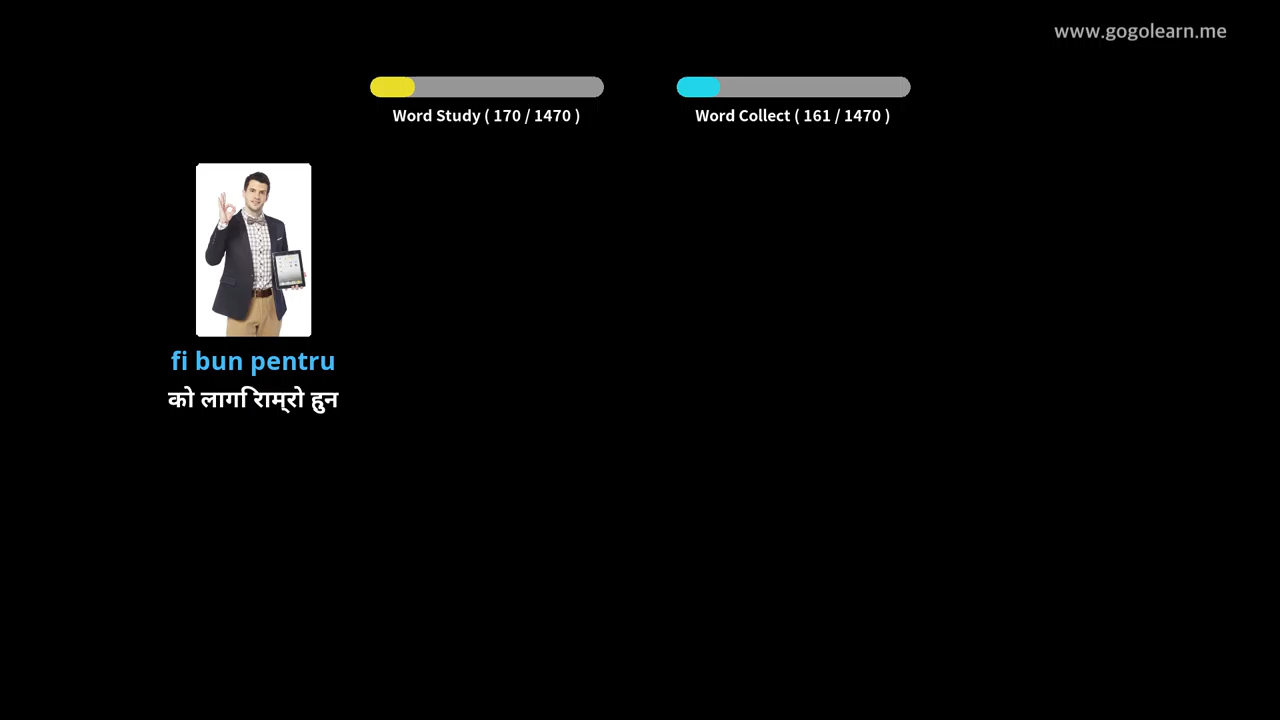 www.gogolearn.me
Word Study ( 170 / 1470 )
Word Collect ( 161 / 1470 )
fi bun pentru
को लागि राम्रो हुन